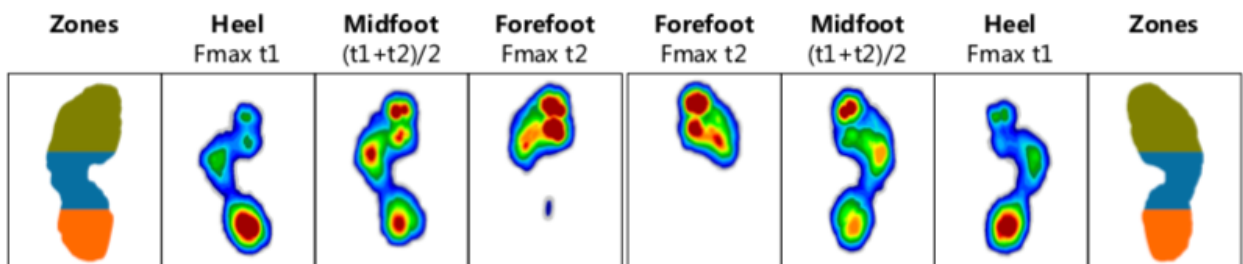 Zones Heel Midfoot Forefoot Forefoot Midfoot Heel Zones
Fmax t1 (t1+t2)/2 Fmax t2 Fmax t2 (t1+t2)/2 Fmax t1